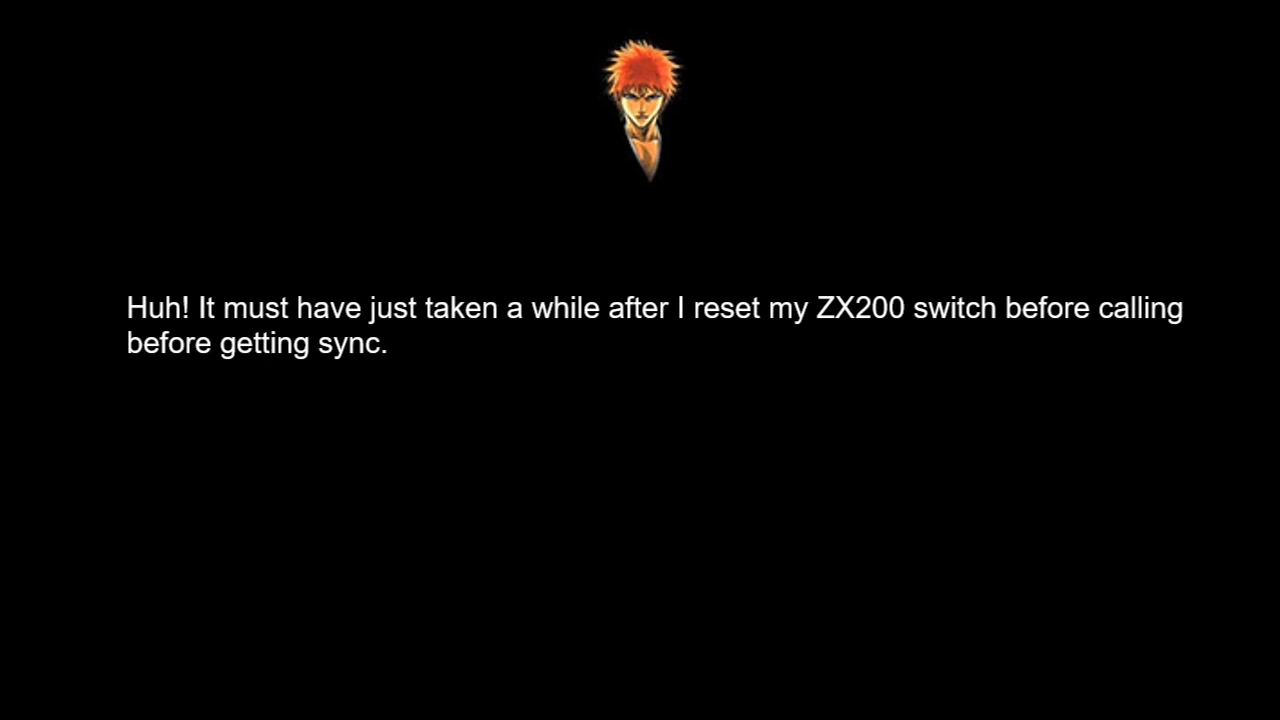 Huh! It must have just taken a while after I reset my ZX200 switch before calling
before getting sync.